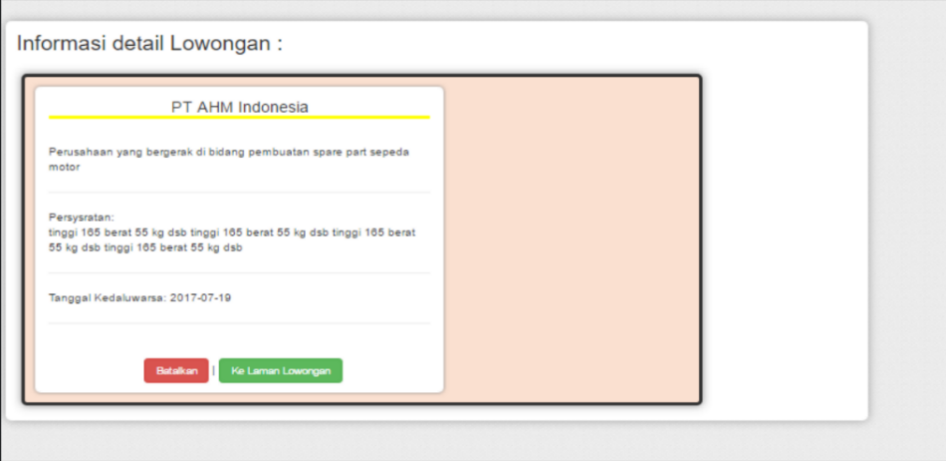 Informasi detail Lowongan :
PT AHM Indonesia
Perusahaan yang bergerak di bidang pembuatan spare part sepeda
motor
Persysratan:
tinggi 165 berat 55 kg dsb tinggi 165 berat 55 kg dsb tinggi 165 berat
55 kg dsb tinggi 165 berat 55 kg dsb
Tanggal Kedaluwarsa: 2017-07-19
Batalkan | Ke Laman Lowongan